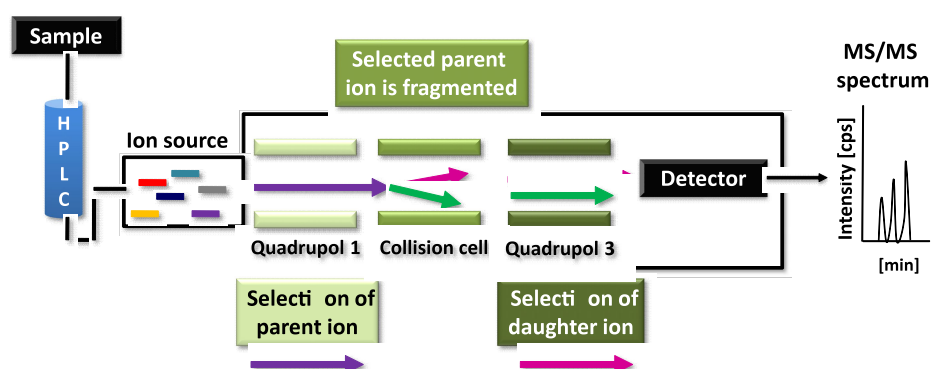 Sample
HPLC
Ion source
Selected parent
ion is fragmented
Quadrupol 1
Collision cell
Quadrupol 3
Detector
Selecti on of
parent ion
Selecti on of
daughter ion
MS/MS
spectrum
Intensity [cps]
[min]